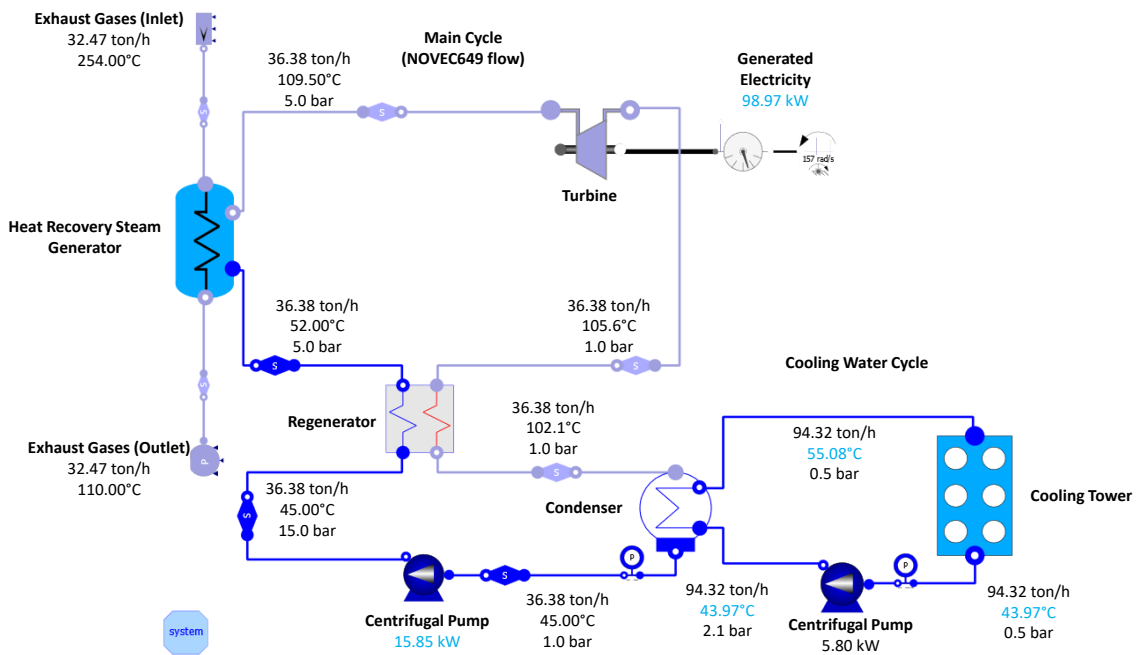 Exhaust Gases (Inlet)
32.47 ton/h
254.00°C
Main Cycle
(NOVEC649 flow)
36.38 ton/h
109.50°C
5.0 bar
Generated
Electricity
98.97 kW
S
S
157 rad/s
Turbine
Heat Recovery Steam
Generator
36.38 ton/h
52.00°C
5.0 bar
36.38 ton/h
105.6°C
1.0 bar
S
S
S
Cooling Water Cycle
Regenerator
36.38 ton/h
102.1°C
1.0 bar
94.32 ton/h
55.08°C
0.5 bar
Exhaust Gases (Outlet)
32.47 ton/h
110.00°C
P
S
36.38 ton/h
45.00°C
15.0 bar
S
Condenser
Cooling Tower
P
P
S
Centrifugal Pump
15.85 kW
36.38 ton/h
45.00°C
1.0 bar
94.32 ton/h
43.97°C
2.1 bar
Centrifugal Pump
5.80 kW
94.32 ton/h
43.97°C
0.5 bar
system